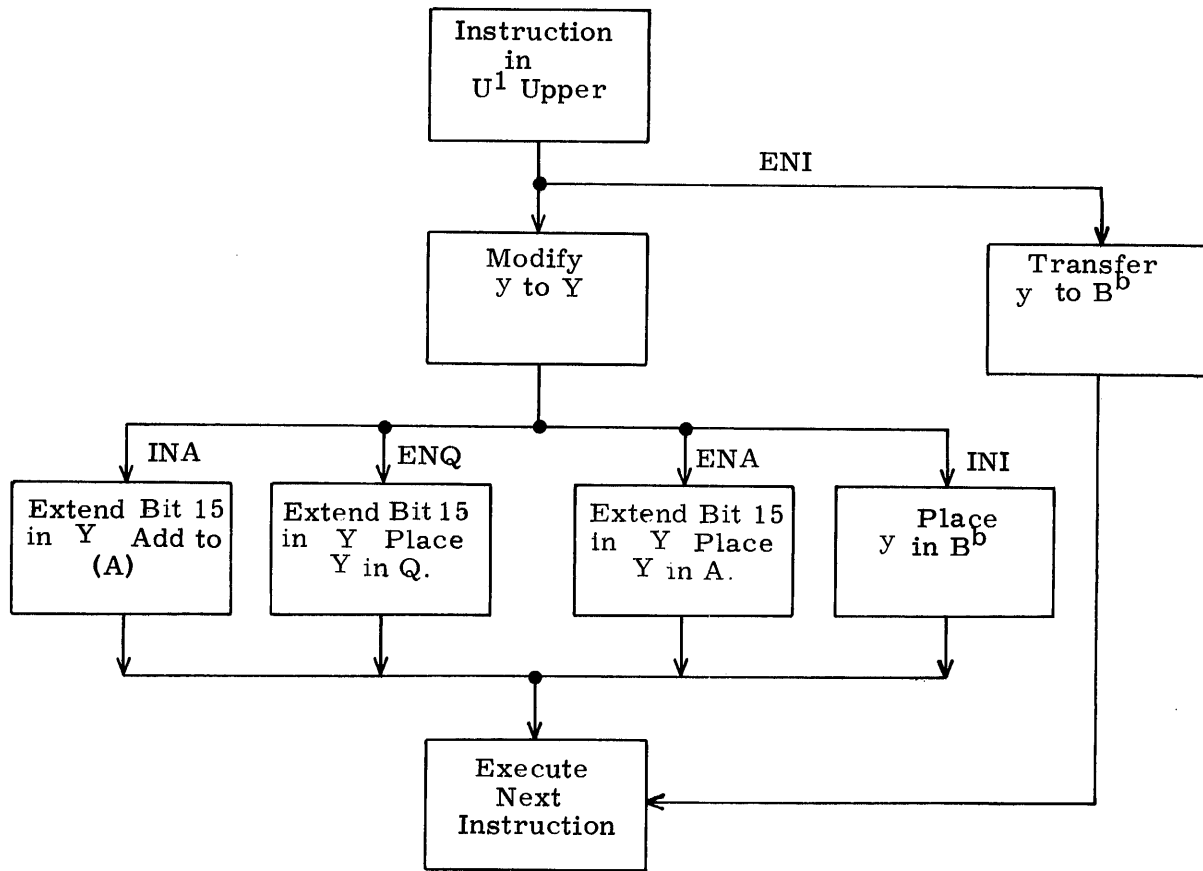 Instruction
in
U¹ Upper
ENI
Modify
y to Y
Transfer
y to Bᵇ
INA
ENQ
ENA
INI
Extend Bit 15
in Y Add to
(A)
Extend Bit 15
in Y Place
Y in Q.
Extend Bit 15
in Y Place
Y in A.
Place
y in Bᵇ
Execute
Next
Instruction